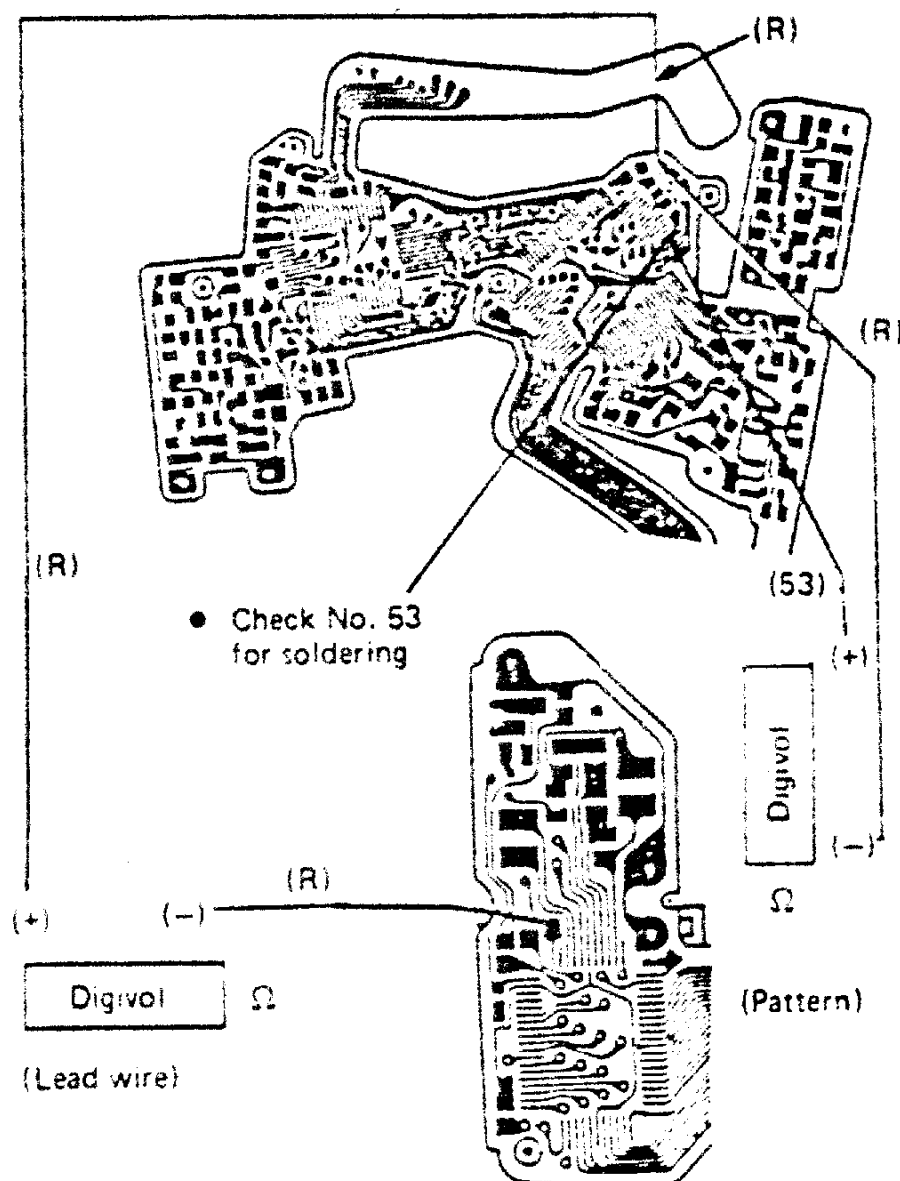 (R)
(R)
(R)
(53)
● Check No. 53
for soldering
(+)
Digivol
(−)
Ω
(R)
(+)
(−)
Digivol Ω
(Pattern)
(Lead wire)